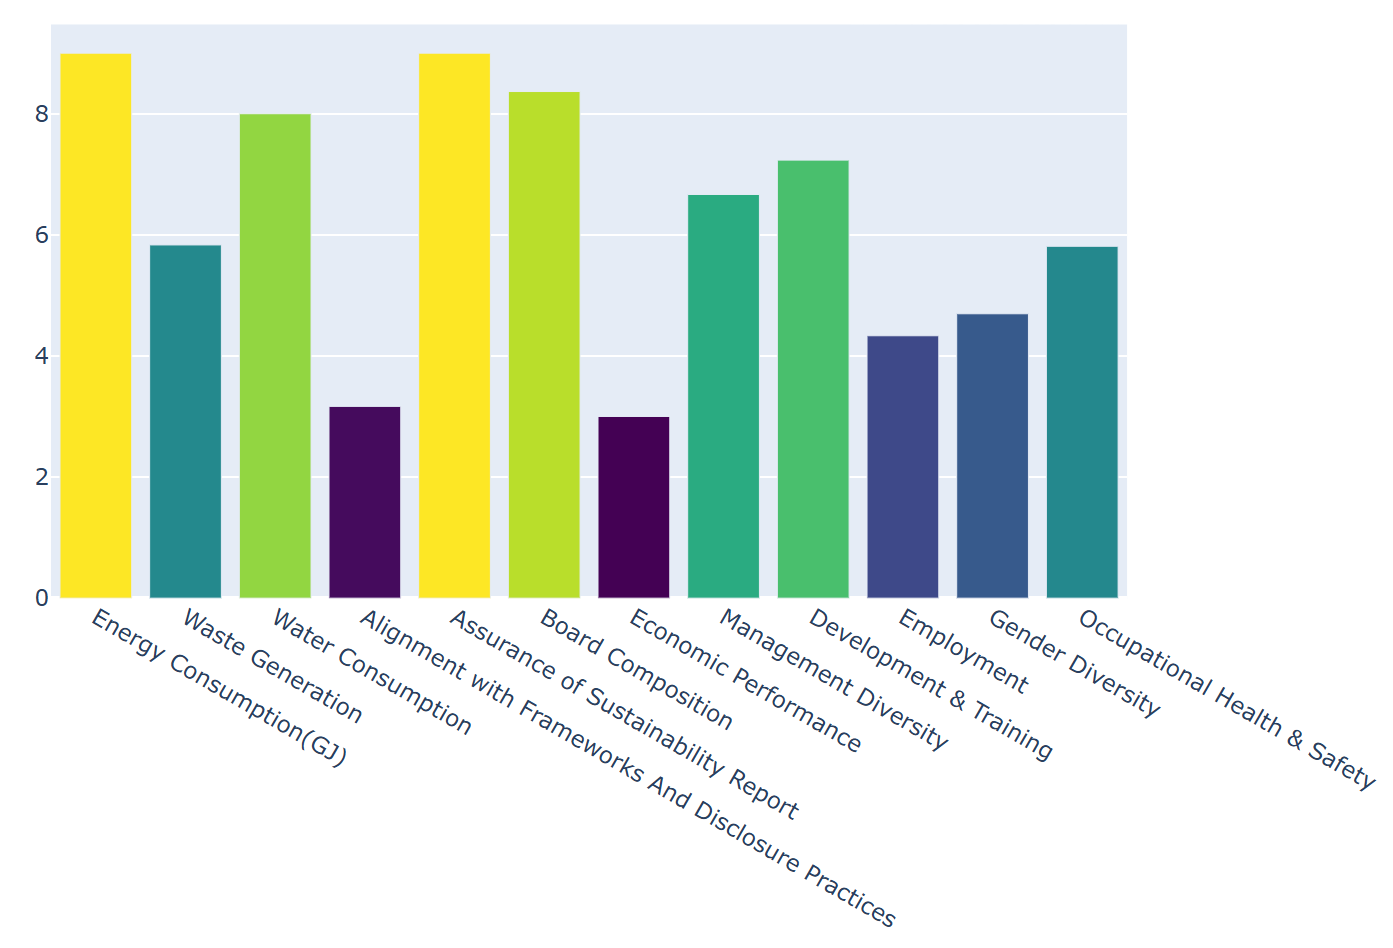 8
6
4
2
0
Energy Consumption(GJ)
Waste Generation
Water Consumption
Alignment with Frameworks And Disclosure Practices
Assurance of Sustainability Report
Board Composition
Economic Performance
Management Diversity
Development & Training
Employment
Gender Diversity
Occupational Health & Safety